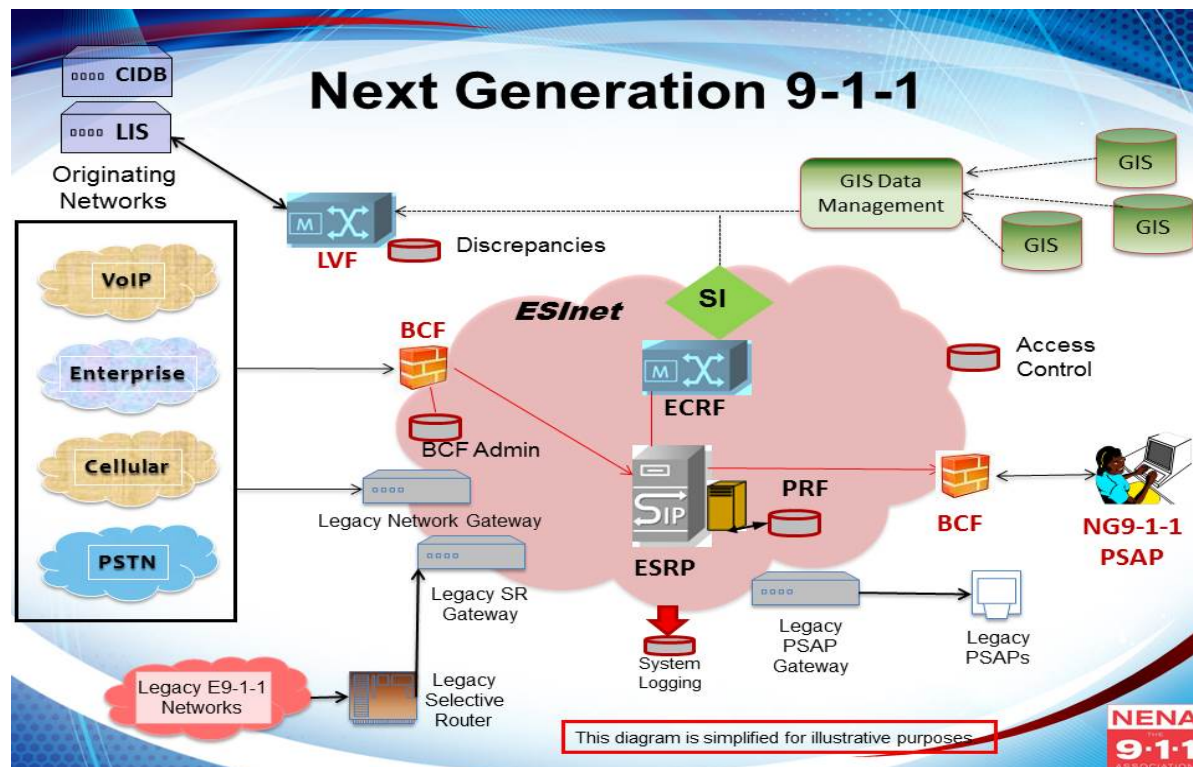 Next Generation 9-1-1
CIDB
LIS
Originating
Networks
VoIP
Enterprise
Cellular
PSTN
M
LVF
Discrepancies
GIS Data
Management
GIS
GIS
GIS
SI
ESInet
BCF
BCF Admin
M
ECRF
Access
Control
Legacy Network Gateway
SIP
ESRP
PRF
BCF
NG9-1-1
PSAP
Legacy SR
Gateway
System
Logging
Legacy
PSAP
Gateway
Legacy
PSAPs
Legacy E9-1-1
Networks
Legacy
Selective
Router
This diagram is simplified for illustrative purposes
NENA
THE
9·1·1
ASSOCIATION